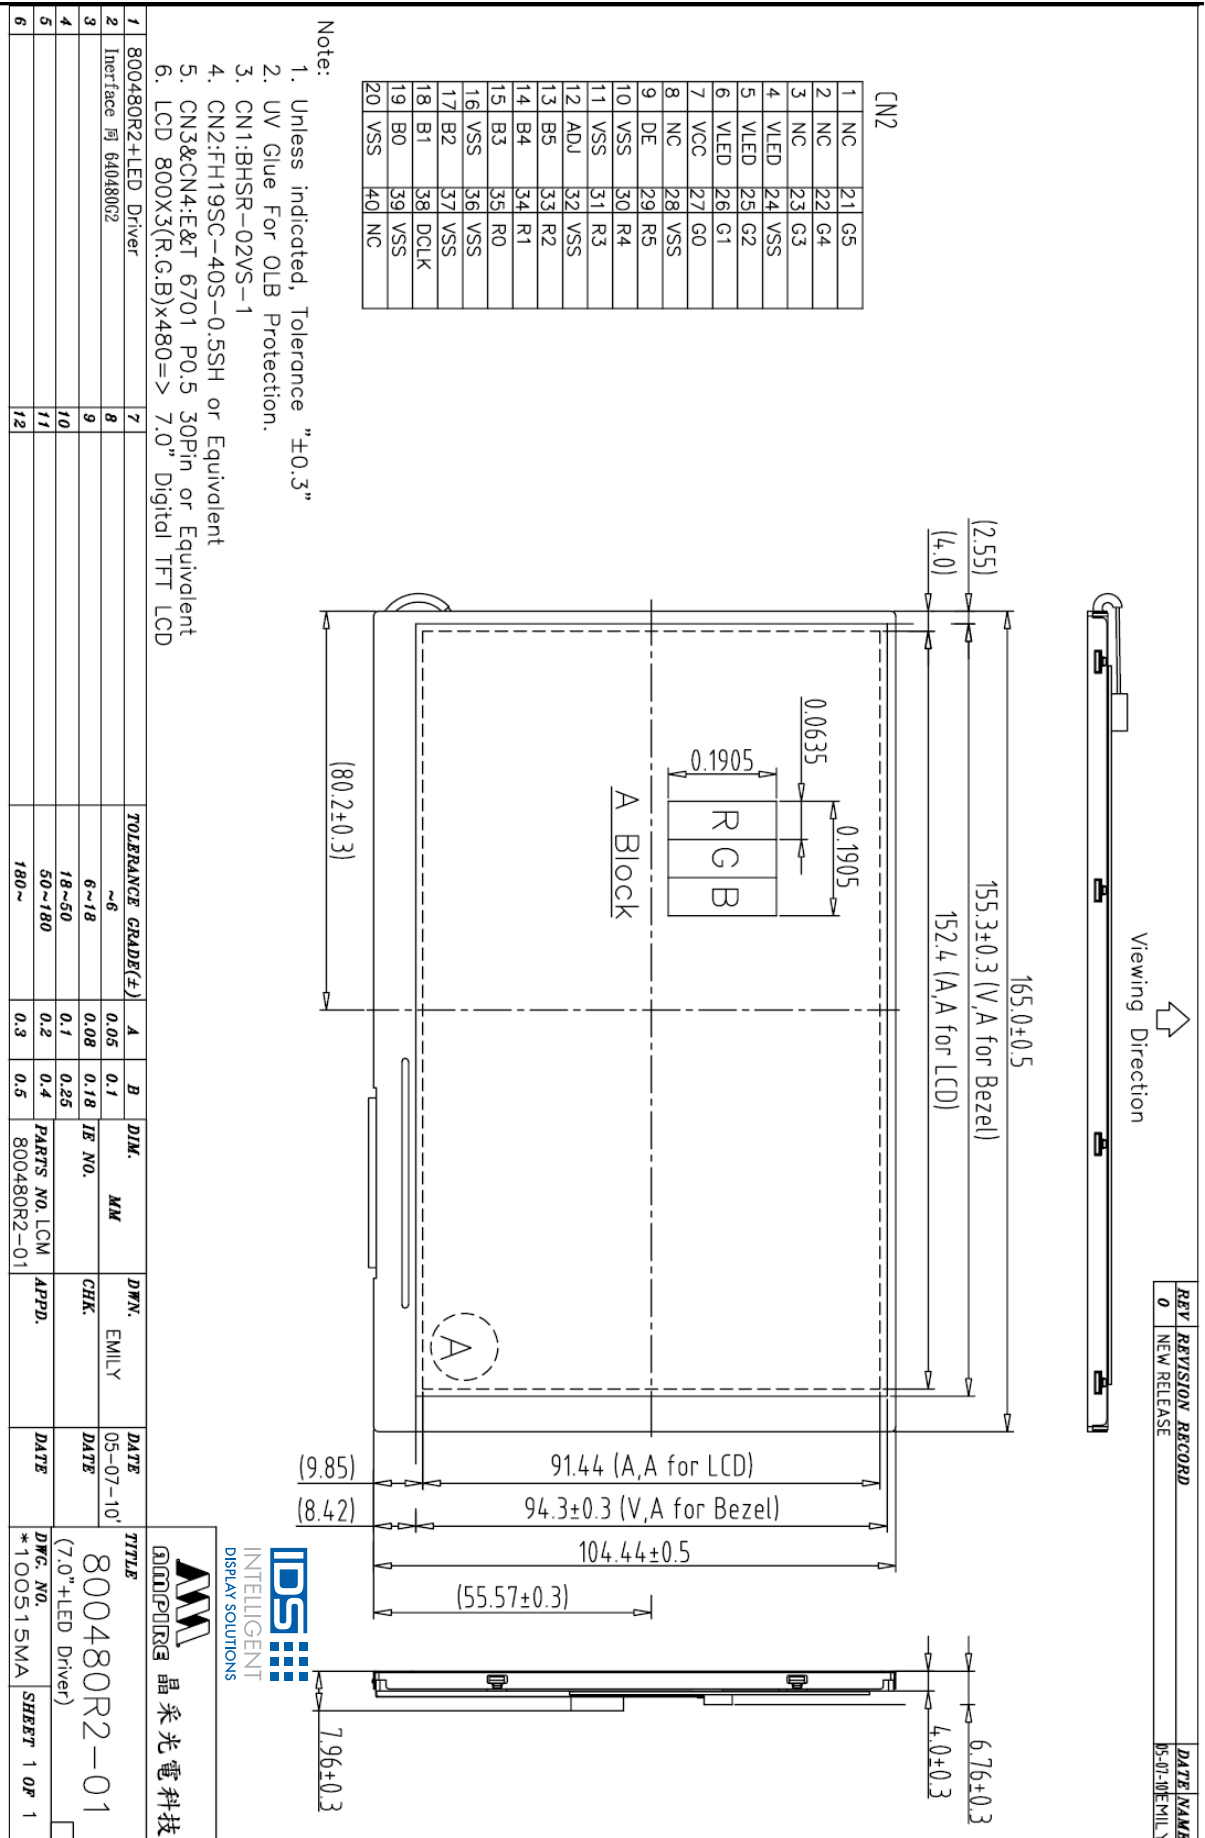 REV REVISION RECORD DATE NAME
0 NEW RELEASE 05-07-10' EMILY
Viewing Direction
CN2
1 NC 21 G5
2 NC 22 G4
3 NC 23 G3
4 VLED 24 VSS
5 VLED 25 G2
6 VLED 26 G1
7 VCC 27 G0
8 NC 28 VSS
9 DE 29 R5
10 VSS 30 R4
11 VSS 31 R3
12 ADJ 32 VSS
13 B5 33 R2
14 B4 34 R1
15 B3 35 R0
16 VSS 36 VSS
17 B2 37 VSS
18 B1 38 DCLK
19 B0 39 VSS
20 VSS 40 NC
165.0±0.5
(2.55)
155.3±0.3 (V,A for Bezel)
(4.0)
152.4 (A,A for LCD)
0.1905
0.0635
0.1905
R G B
A Block
A
(80.2±0.3)
91.44 (A,A for LCD)
(9.85)
94.3±0.3 (V,A for Bezel)
(8.42)
104.44±0.5
(55.57±0.3)
6.76±0.3
4.0±0.3
7.96±0.3
Note:
1. Unless indicated, Tolerance "±0.3"
2. UV Glue For OLB Protection.
3. CN1:BHSR-02VS-1
4. CN2:FH19SC-40S-0.5SH or Equivalent
5. CN3&CN4:E&T 6701 P0.5 30Pin or Equivalent
6. LCD 800X3(R.G.B)x480=> 7.0" Digital TFT LCD
IDS
INTELLIGENT
DISPLAY SOLUTIONS
AMPIRE 晶采光電科技
1 800480R2+LED Driver 7 TOLERANCE GRADE(±) A B DIM. DWN. DATE TITLE
2 Inerface 同 640480G2 8 ~6 0.05 0.1 MM EMILY 05-07-10' 800480R2-01
3 9 6~18 0.08 0.18 IE NO. CHK. DATE
4 10 18~50 0.1 0.25 (7.0"+LED Driver)
5 11 50~180 0.2 0.4 PARTS NO. LCM APPD. DATE DWG. NO.
6 12 180~ 0.3 0.5 800480R2-01 *100515MA SHEET 1 OF 1